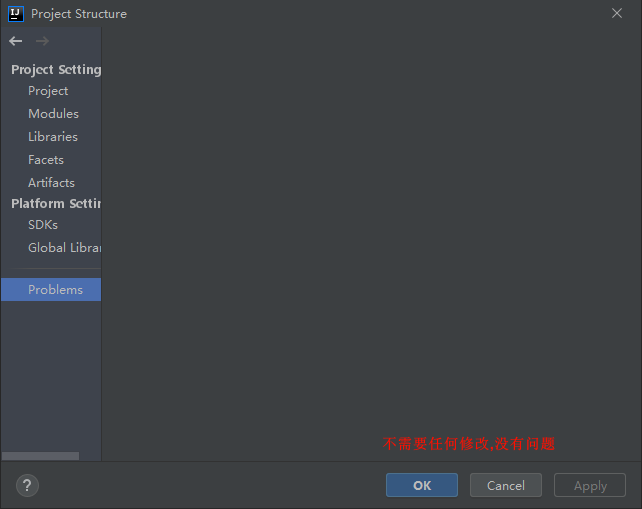 IJ
Project Structure
Project Setting
Project
Modules
Libraries
Facets
Artifacts
Platform Settin
SDKs
Global Librar
Problems
不需要任何修改,没有问题
?
OK
Cancel
Apply